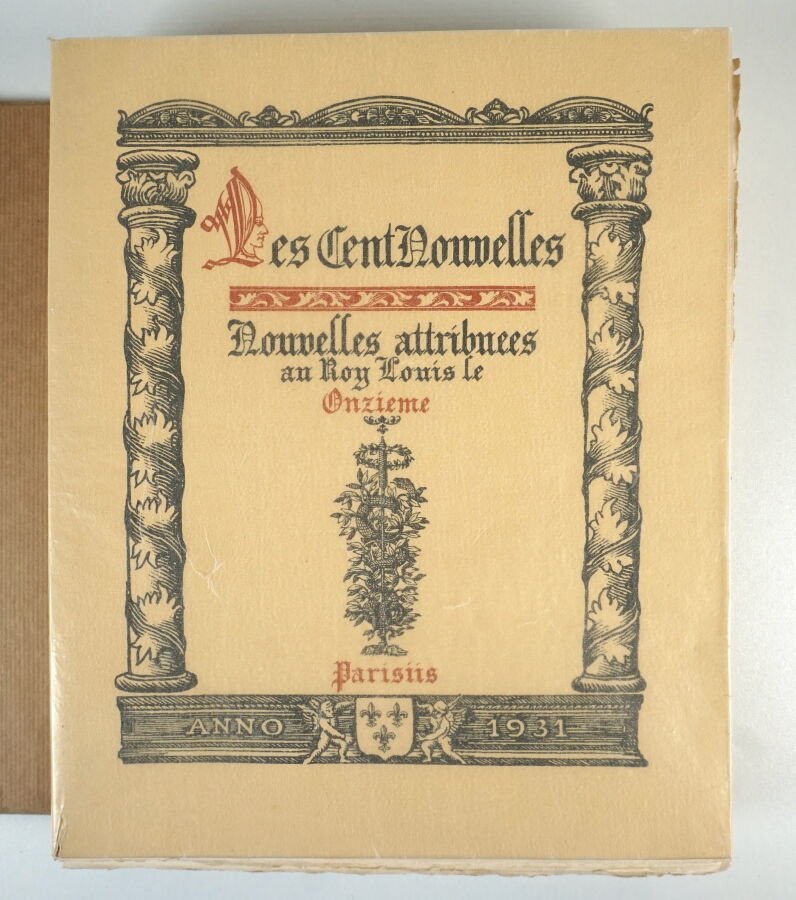 Les Cent Nouvelles
Nouvelles attribuees
au Roy Louis le
Onzieme
Parisiis
ANNO 1931